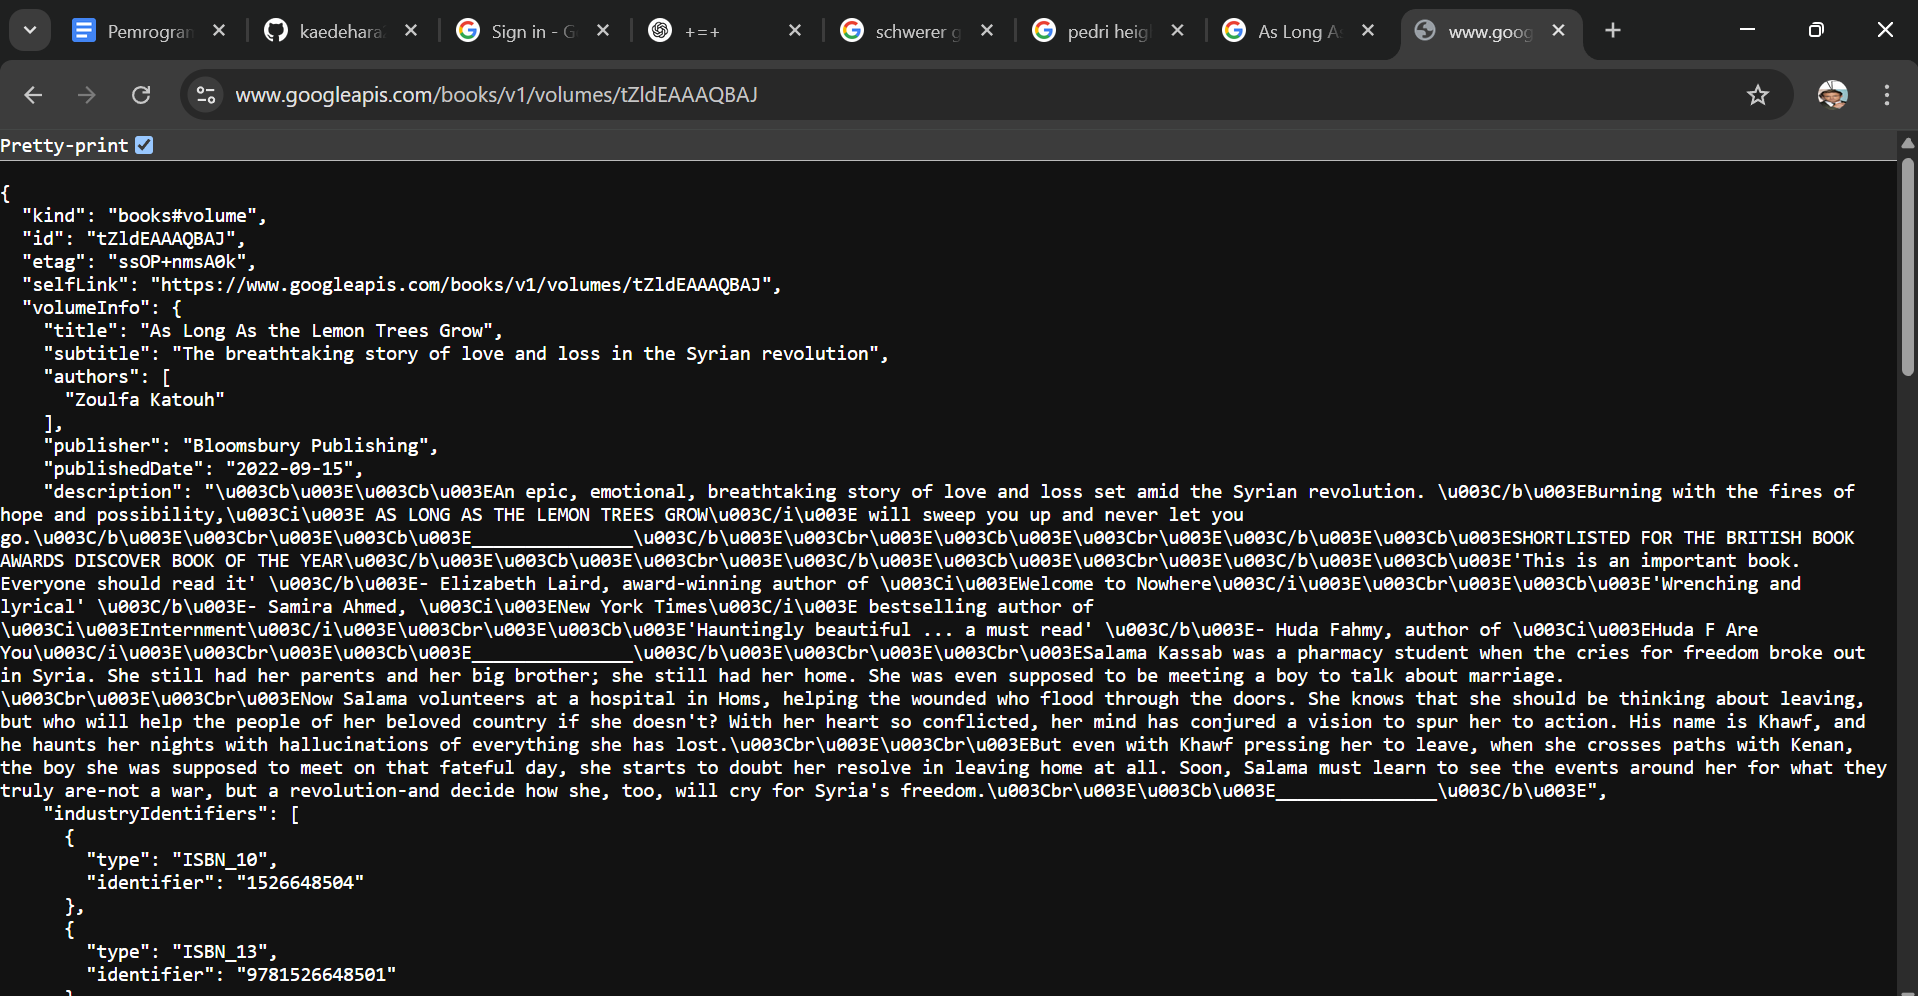 Pemrogran
kaedehara
Sign in - G
+=+
schwerer g
pedri heigh
As Long A
www.goog
www.googleapis.com/books/v1/volumes/tZldEAAAQBAJ
Pretty-print
{
"kind": "books#volume",
"id": "tZldEAAAQBAJ",
"etag": "ssOP+nmsA0k",
"selfLink": "https://www.googleapis.com/books/v1/volumes/tZldEAAAQBAJ",
"volumeInfo": {
"title": "As Long As the Lemon Trees Grow",
"subtitle": "The breathtaking story of love and loss in the Syrian revolution",
"authors": [
"Zoulfa Katouh"
],
"publisher": "Bloomsbury Publishing",
"publishedDate": "2022-09-15",
"description": "\u003Cb\u003E\u003Cb\u003EAn epic, emotional, breathtaking story of love and loss set amid the Syrian revolution. \u003C/b\u003EBurning with the fires of
hope and possibility,\u003Ci\u003E AS LONG AS THE LEMON TREES GROW\u003C/i\u003E will sweep you up and never let you
go.\u003C/b\u003E\u003Cbr\u003E\u003Cb\u003E_______________\u003C/b\u003E\u003Cbr\u003E\u003Cb\u003E\u003Cbr\u003E\u003C/b\u003E\u003Cb\u003ESHORTLISTED FOR THE BRITISH BOOK
AWARDS DISCOVER BOOK OF THE YEAR\u003C/b\u003E\u003Cb\u003E\u003Cbr\u003E\u003C/b\u003E\u003Cb\u003E\u003Cbr\u003E\u003C/b\u003E\u003Cb\u003E'This is an important book.
Everyone should read it' \u003C/b\u003E- Elizabeth Laird, award-winning author of \u003Ci\u003EWelcome to Nowhere\u003C/i\u003E\u003Cbr\u003E\u003Cb\u003E'Wrenching and
lyrical' \u003C/b\u003E- Samira Ahmed, \u003Ci\u003ENew York Times\u003C/i\u003E bestselling author of
\u003Ci\u003EInternment\u003C/i\u003E\u003Cbr\u003E\u003Cb\u003E'Hauntingly beautiful ... a must read' \u003C/b\u003E- Huda Fahmy, author of \u003Ci\u003EHuda F Are
You\u003C/i\u003E\u003Cbr\u003E\u003Cb\u003E_______________\u003C/b\u003E\u003Cbr\u003E\u003Cbr\u003ESalama Kassab was a pharmacy student when the cries for freedom broke out
in Syria. She still had her parents and her big brother; she still had her home. She was even supposed to be meeting a boy to talk about marriage.
\u003Cbr\u003E\u003Cbr\u003ENow Salama volunteers at a hospital in Homs, helping the wounded who flood through the doors. She knows that she should be thinking about leaving,
but who will help the people of her beloved country if she doesn't? With her heart so conflicted, her mind has conjured a vision to spur her to action. His name is Khawf, and
he haunts her nights with hallucinations of everything she has lost.\u003Cbr\u003E\u003Cbr\u003EBut even with Khawf pressing her to leave, when she crosses paths with Kenan,
the boy she was supposed to meet on that fateful day, she starts to doubt her resolve in leaving home at all. Soon, Salama must learn to see the events around her for what they
truly are-not a war, but a revolution-and decide how she, too, will cry for Syria's freedom.\u003Cbr\u003E\u003Cb\u003E_______________\u003C/b\u003E",
"industryIdentifiers": [
{
"type": "ISBN_10",
"identifier": "1526648504"
},
{
"type": "ISBN_13",
"identifier": "9781526648501"
}